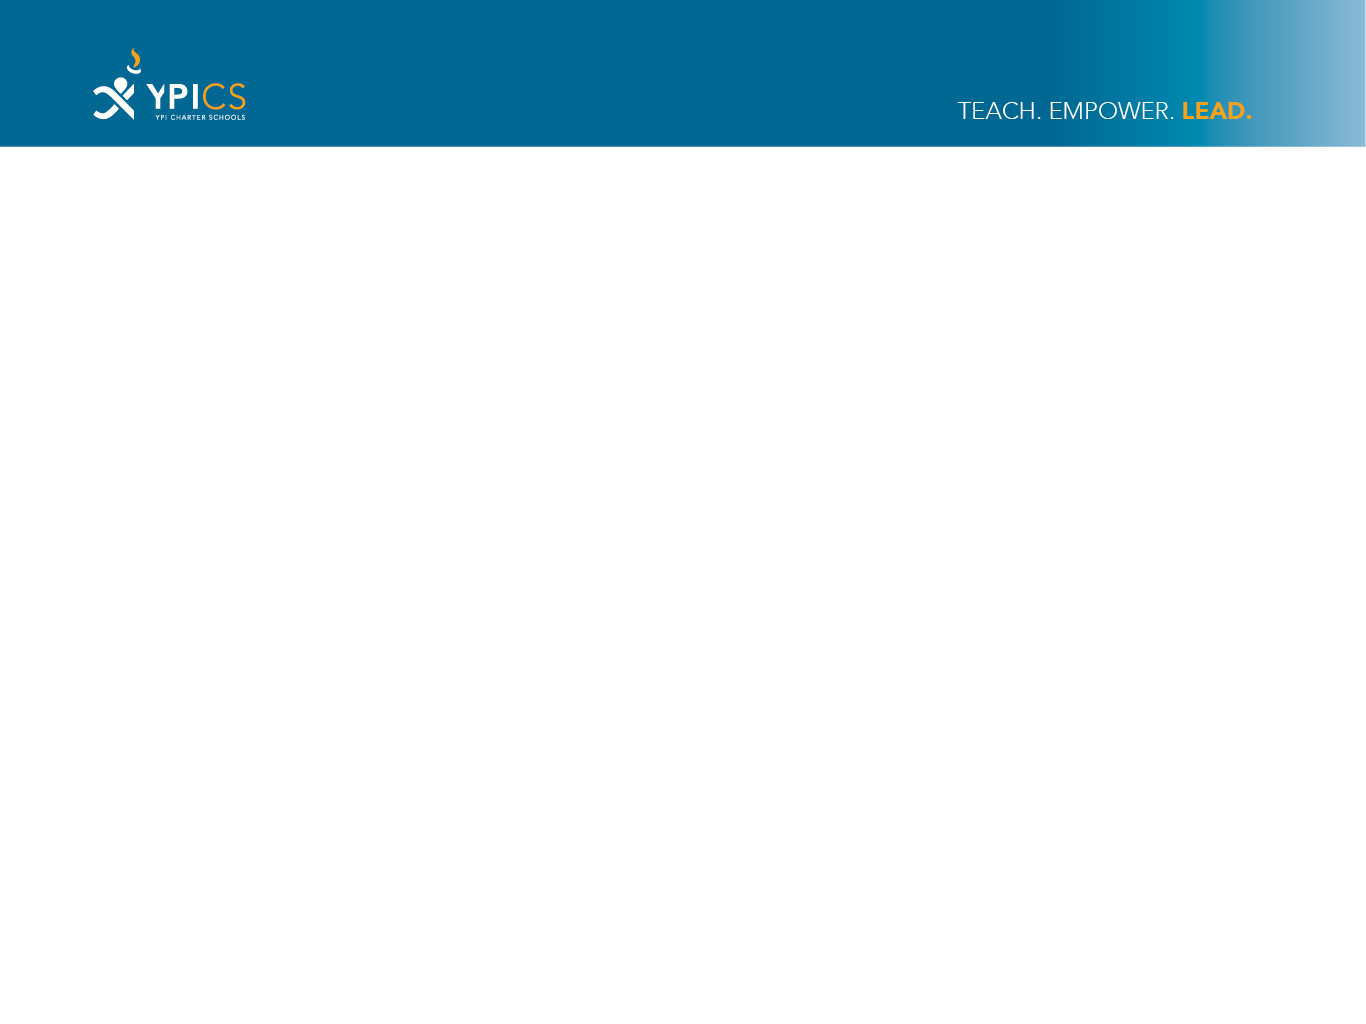 YPICS
YPI CHARTER SCHOOLS
TEACH. EMPOWER. LEAD.